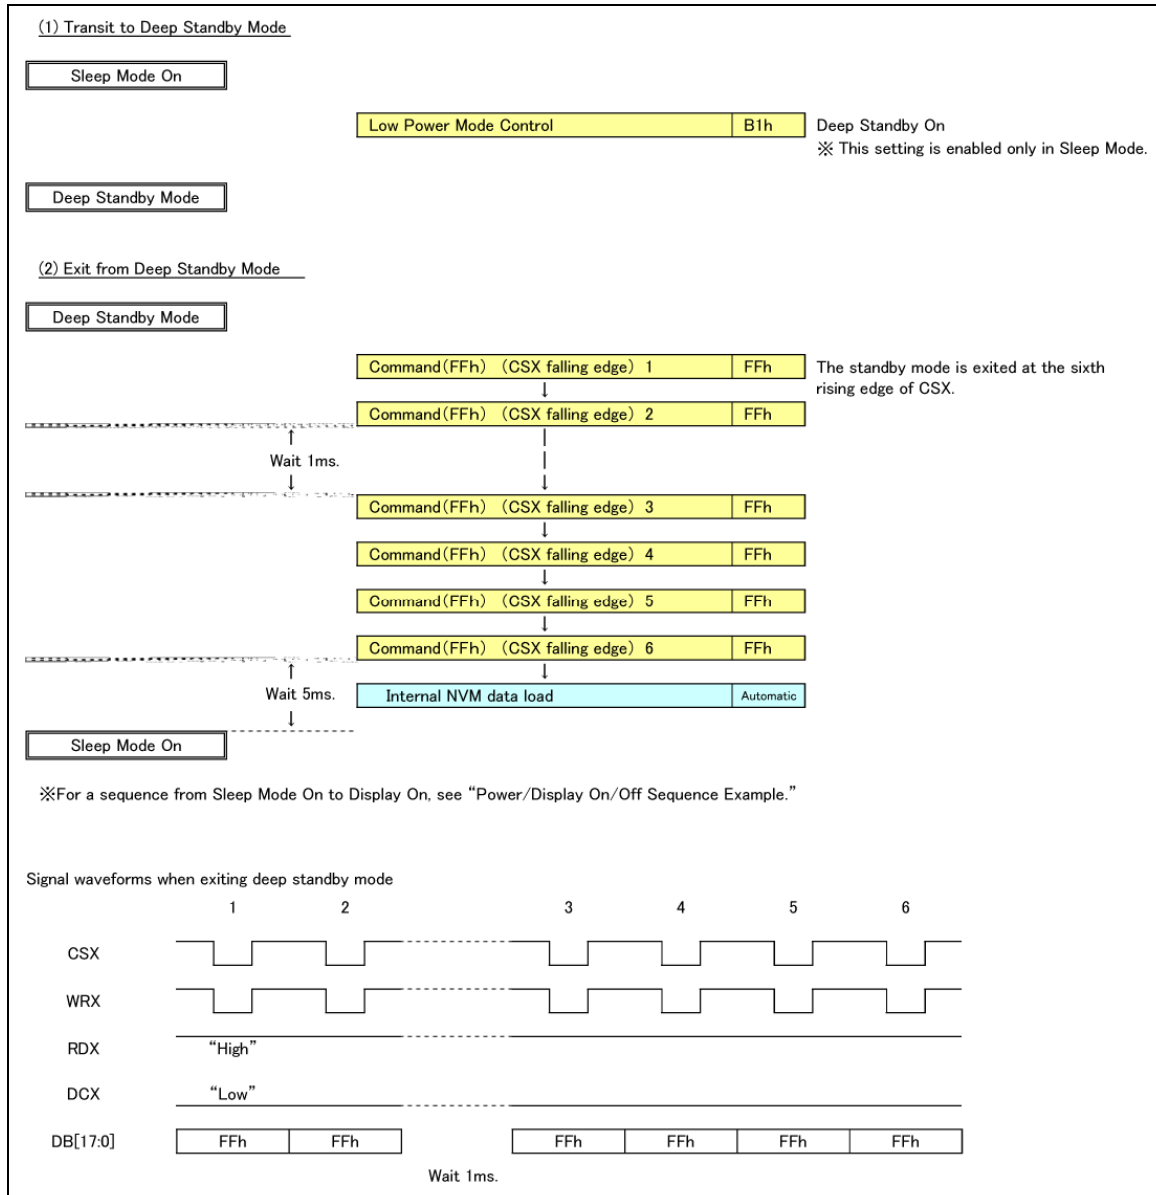 (1) Transit to Deep Standby Mode
Sleep Mode On
Low Power Mode Control B1h Deep Standby On
※ This setting is enabled only in Sleep Mode.
Deep Standby Mode
(2) Exit from Deep Standby Mode
Deep Standby Mode
Command(FFh) (CSX falling edge) 1 FFh The standby mode is exited at the sixth
rising edge of CSX.
Command(FFh) (CSX falling edge) 2 FFh
Wait 1ms.
Command(FFh) (CSX falling edge) 3 FFh
Command(FFh) (CSX falling edge) 4 FFh
Command(FFh) (CSX falling edge) 5 FFh
Command(FFh) (CSX falling edge) 6 FFh
Wait 5ms. Internal NVM data load Automatic
Sleep Mode On
※For a sequence from Sleep Mode On to Display On, see “Power/Display On/Off Sequence Example.”
Signal waveforms when exiting deep standby mode
1 2 3 4 5 6
CSX
WRX
RDX “High”
DCX “Low”
DB[17:0] FFh FFh FFh FFh FFh FFh
Wait 1ms.